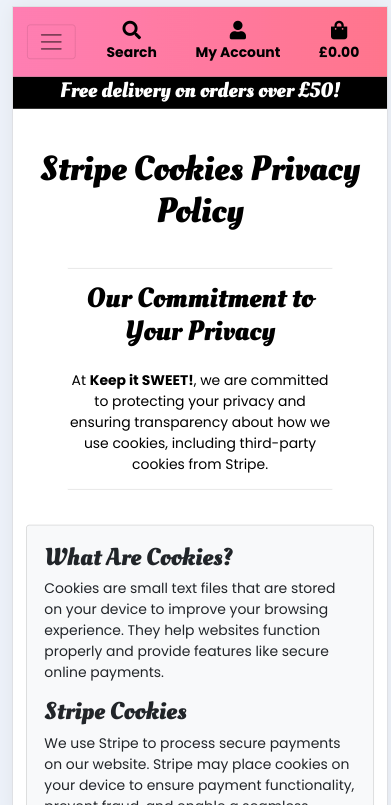 Search My Account £0.00
Free delivery on orders over £50!
Stripe Cookies Privacy
Policy
Our Commitment to
Your Privacy
At Keep it SWEET!, we are committed
to protecting your privacy and
ensuring transparency about how we
use cookies, including third-party
cookies from Stripe.
What Are Cookies?
Cookies are small text files that are stored
on your device to improve your browsing
experience. They help websites function
properly and provide features like secure
online payments.
Stripe Cookies
We use Stripe to process secure payments
on our website. Stripe may place cookies on
your device to ensure payment functionality,
prevent fraud, and enable a seamless